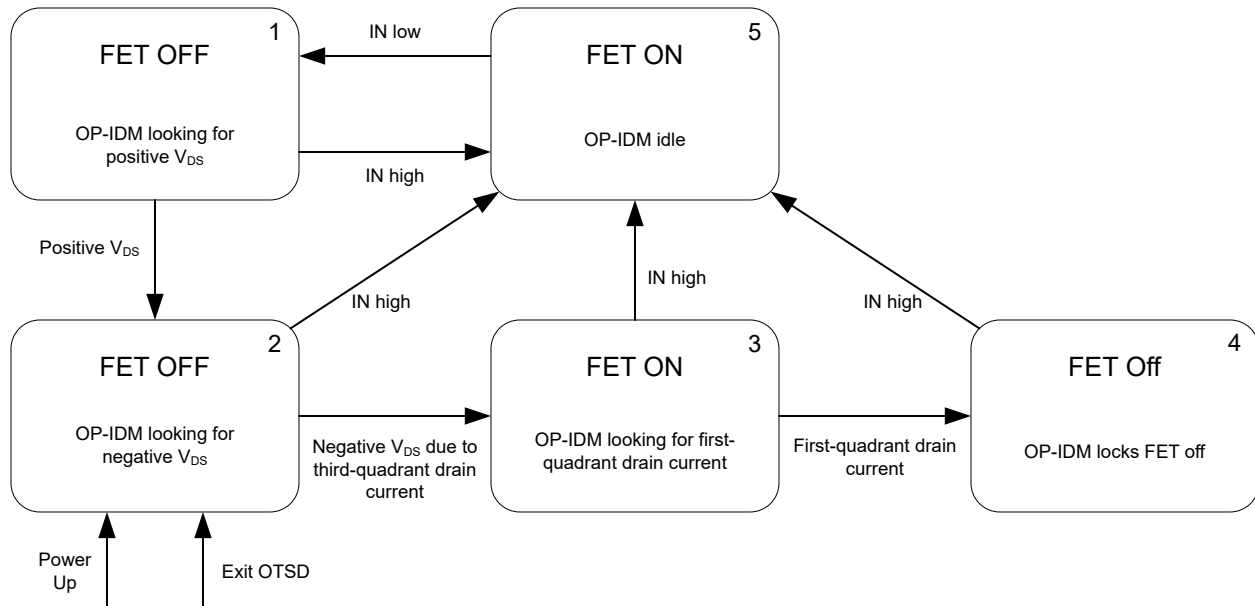 1
FET OFF
OP-IDM looking for
positive VDS
IN low
5
FET ON
OP-IDM idle
IN high
Positive VDS
IN high
IN high
IN high
2
FET OFF
OP-IDM looking for
negative VDS
Negative VDS due to
third-quadrant drain
current
3
FET ON
OP-IDM looking for first-
quadrant drain current
First-quadrant drain
current
4
FET Off
OP-IDM locks FET off
Power
Up
Exit OTSD